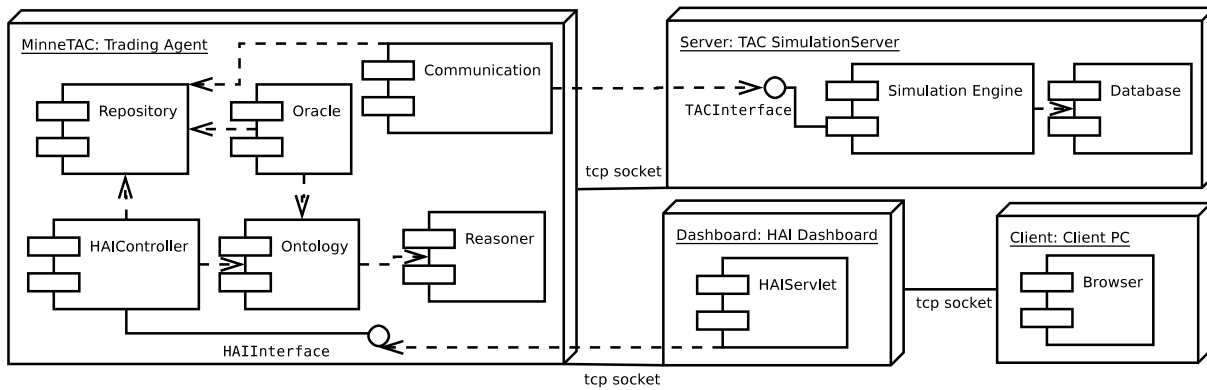 MinneTAC: Trading Agent
Communication
Repository
Oracle
HAIController
Ontology
Reasoner
HAIInterface
Server: TAC SimulationServer
TACInterface
Simulation Engine
Database
tcp socket
Dashboard: HAI Dashboard
HAIServlet
tcp socket
Client: Client PC
Browser
tcp socket